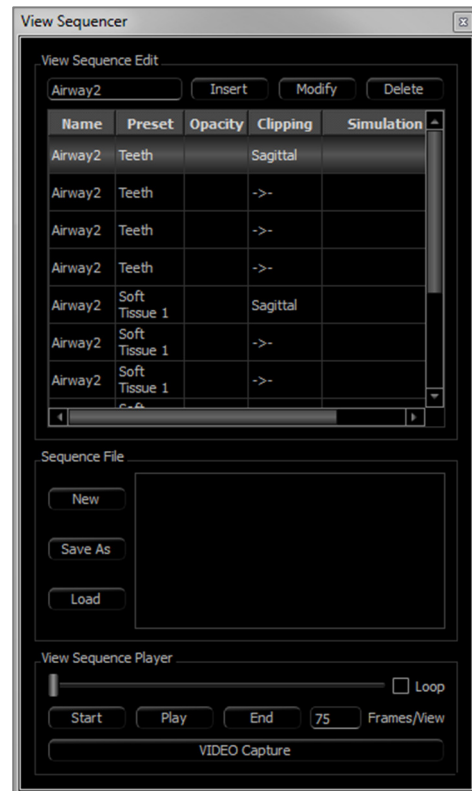 View Sequencer
View Sequence Edit
Airway2 Insert Modify Delete
Name Preset Opacity Clipping Simulation
Airway2 Teeth Sagittal
Airway2 Teeth ->-
Airway2 Teeth ->-
Airway2 Teeth ->-
Airway2 Soft Tissue 1 Sagittal
Airway2 Soft Tissue 1 ->-
Airway2 Soft Tissue 1 ->-
Sequence File
New
Save As
Load
View Sequence Player
Loop
Start Play End 75 Frames/View
VIDEO Capture